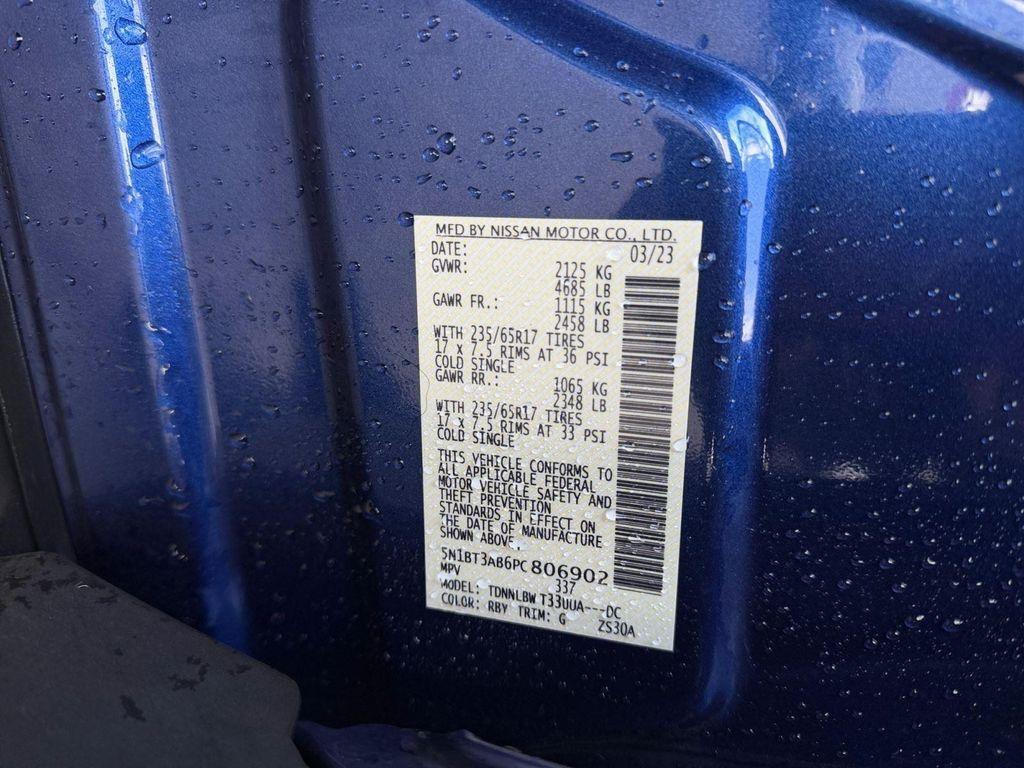 MFD BY NISSAN MOTOR CO., LTD.
DATE: 03/23
GVWR: 2125 KG
4685 LB
GAWR FR.: 1115 KG
2458 LB
WITH 235/65R17 TIRES
17 X 7.5 RIMS AT 36 PSI
COLD SINGLE
GAWR RR.: 1065 KG
2348 LB
WITH 235/65R17 TIRES
17 X 7.5 RIMS AT 33 PSI
COLD SINGLE
THIS VEHICLE CONFORMS TO
ALL APPLICABLE FEDERAL
MOTOR VEHICLE SAFETY AND
THEFT PREVENTION
STANDARDS IN EFFECT ON
THE DATE OF MANUFACTURE
SHOWN ABOVE.
5N1BT3AB6PC 806902
MPV 337
MODEL: TDNNLBW T33UUA---DC
COLOR: RBY TRIM: G ZS30A